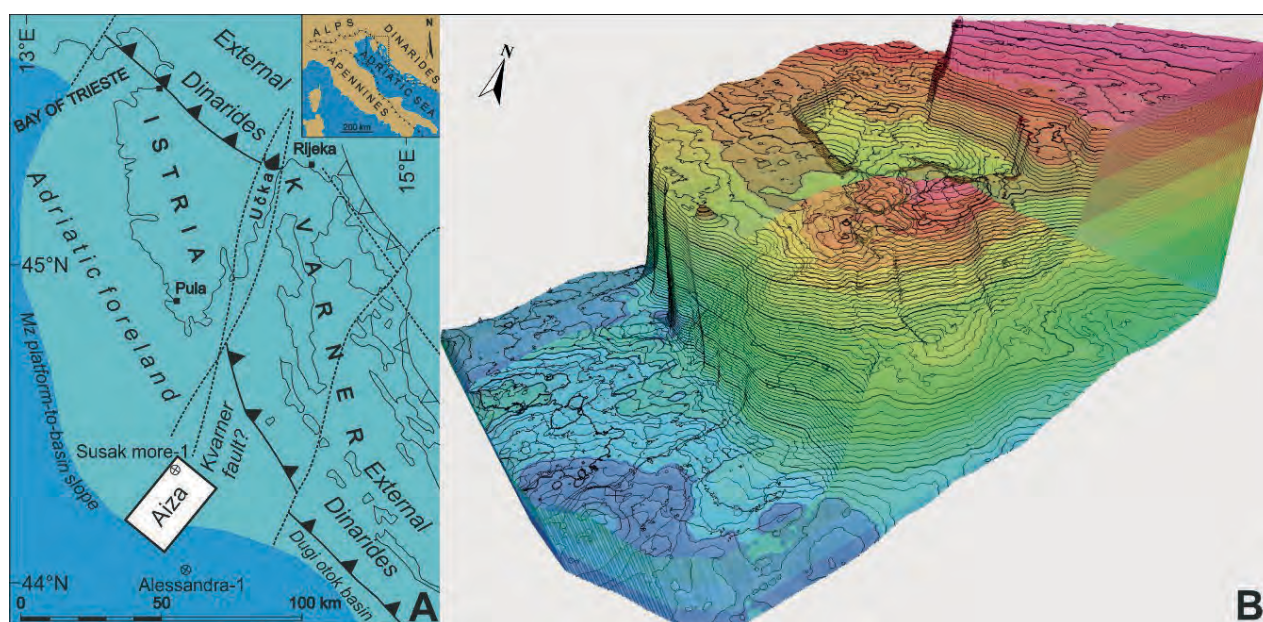 13°E
External
Dinarides
BAY OF TRIESTE
ALPS
DINARIDES
N
ADRIATIC SEA
APENNINES
200 km
ISTRIA
Rijeka
15°E
Učka
KVARNER
Adriatic foreland
45°N
Pula
Mz platform-to-basin slope
Susak more-1
Kvarner
fault?
Aiza
External
Dinarides
Dugi otok basin
44°N
Alessandra-1
0 50 100 km
A
N
B